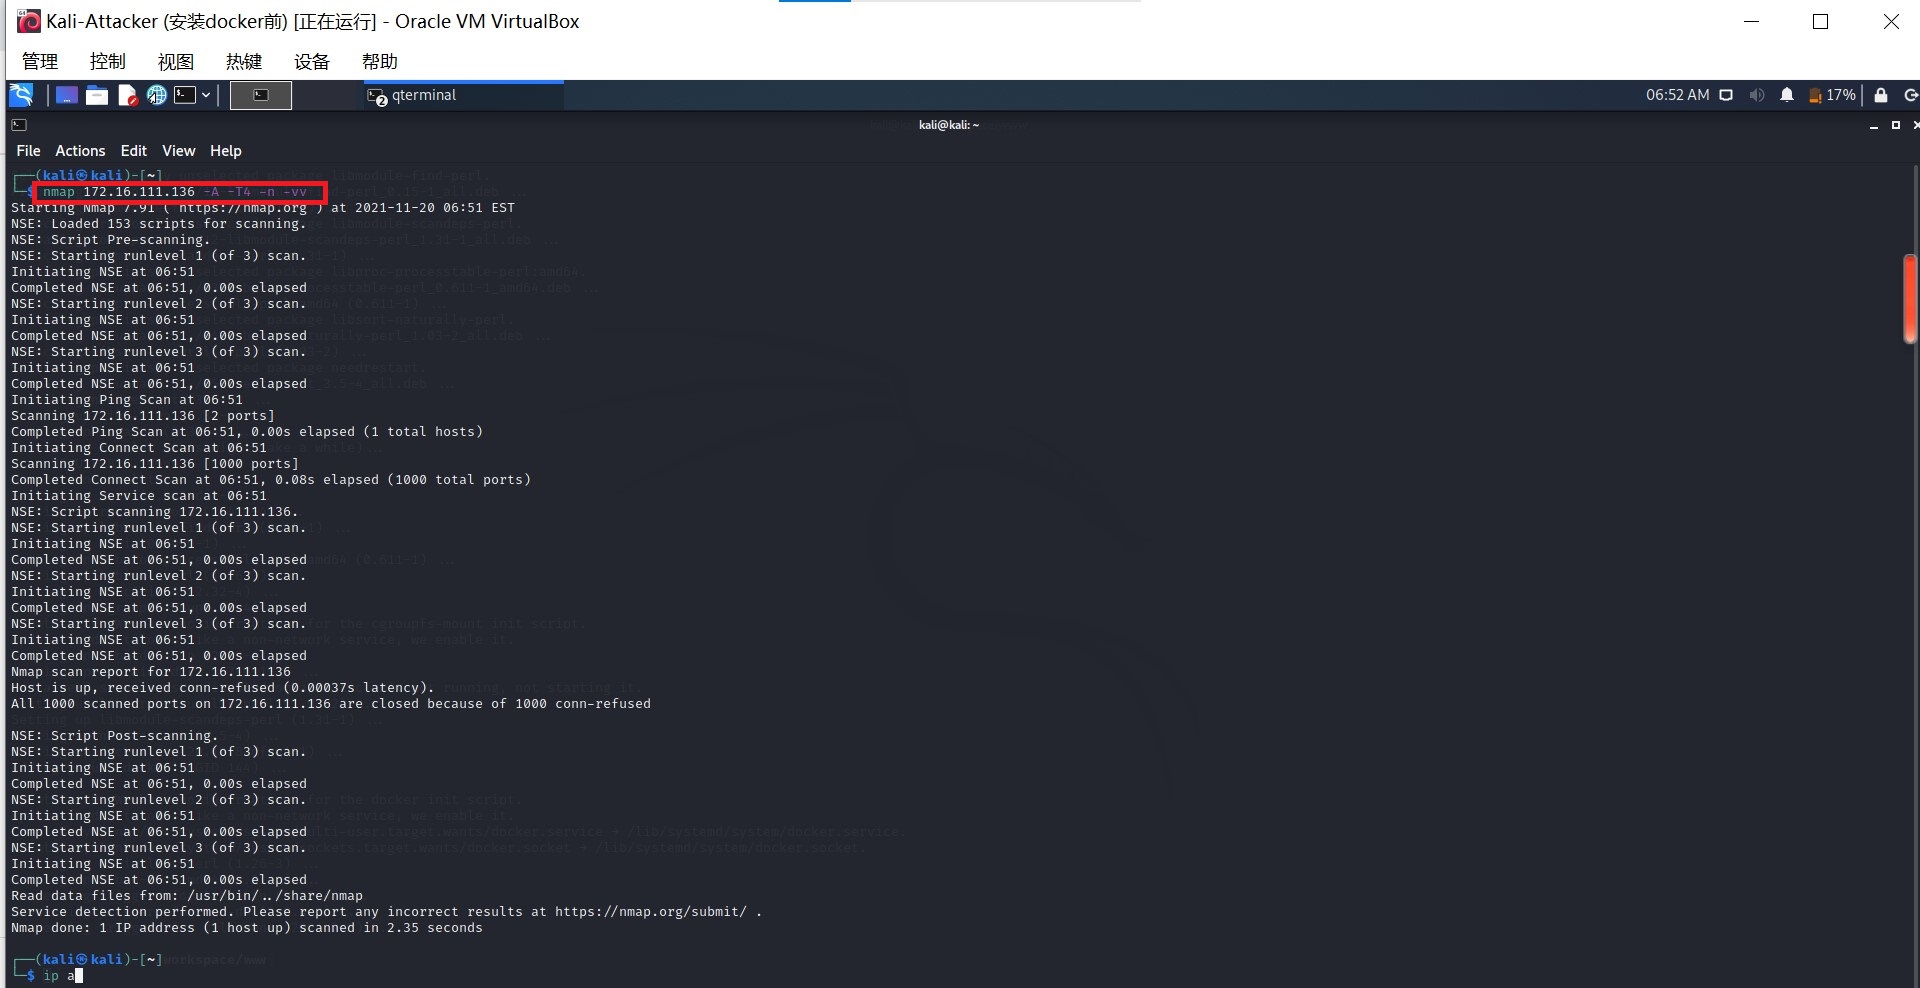 Kali-Attacker (安装docker前) [正在运行] - Oracle VM VirtualBox
管理 控制 视图 热键 设备 帮助
2 qterminal 06:52 AM 17%
kali@kali: ~
File Actions Edit View Help
┌──(kali㉿kali)-[~]
└─$ nmap 172.16.111.136 -A -T4 -n -vv
Starting Nmap 7.91 ( https://nmap.org ) at 2021-11-20 06:51 EST
NSE: Loaded 153 scripts for scanning.
NSE: Script Pre-scanning.
NSE: Starting runlevel 1 (of 3) scan.
Initiating NSE at 06:51
Completed NSE at 06:51, 0.00s elapsed
NSE: Starting runlevel 2 (of 3) scan.
Initiating NSE at 06:51
Completed NSE at 06:51, 0.00s elapsed
NSE: Starting runlevel 3 (of 3) scan.
Initiating NSE at 06:51
Completed NSE at 06:51, 0.00s elapsed
Initiating Ping Scan at 06:51
Scanning 172.16.111.136 [2 ports]
Completed Ping Scan at 06:51, 0.00s elapsed (1 total hosts)
Initiating Connect Scan at 06:51
Scanning 172.16.111.136 [1000 ports]
Completed Connect Scan at 06:51, 0.08s elapsed (1000 total ports)
Initiating Service scan at 06:51
NSE: Script scanning 172.16.111.136.
NSE: Starting runlevel 1 (of 3) scan.
Initiating NSE at 06:51
Completed NSE at 06:51, 0.00s elapsed
NSE: Starting runlevel 2 (of 3) scan.
Initiating NSE at 06:51
Completed NSE at 06:51, 0.00s elapsed
NSE: Starting runlevel 3 (of 3) scan.
Initiating NSE at 06:51
Completed NSE at 06:51, 0.00s elapsed
Nmap scan report for 172.16.111.136
Host is up, received conn-refused (0.00037s latency).
All 1000 scanned ports on 172.16.111.136 are closed because of 1000 conn-refused
NSE: Script Post-scanning.
NSE: Starting runlevel 1 (of 3) scan.
Initiating NSE at 06:51
Completed NSE at 06:51, 0.00s elapsed
NSE: Starting runlevel 2 (of 3) scan.
Initiating NSE at 06:51
Completed NSE at 06:51, 0.00s elapsed
NSE: Starting runlevel 3 (of 3) scan.
Initiating NSE at 06:51
Completed NSE at 06:51, 0.00s elapsed
Read data files from: /usr/bin/../share/nmap
Service detection performed. Please report any incorrect results at https://nmap.org/submit/ .
Nmap done: 1 IP address (1 host up) scanned in 2.35 seconds
┌──(kali㉿kali)-[~]
└─$ ip a